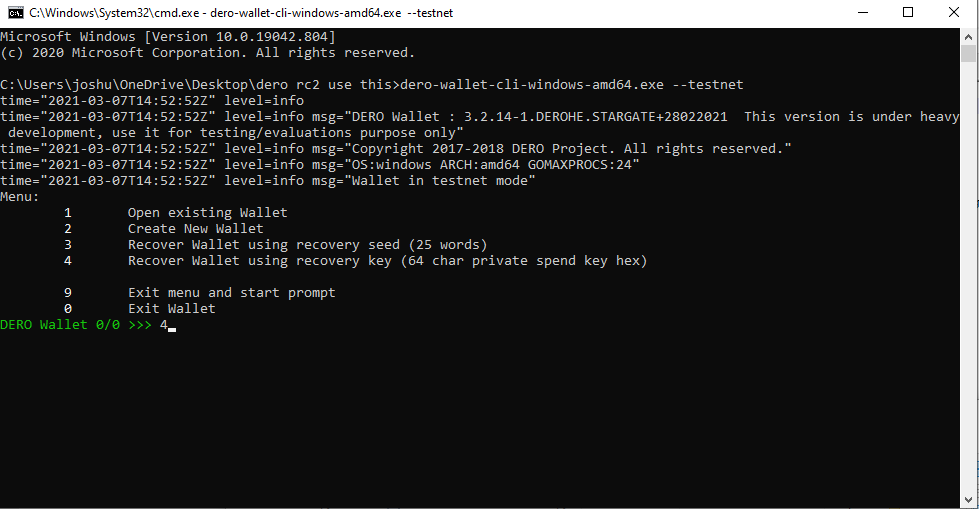 C:\Windows\System32\cmd.exe - dero-wallet-cli-windows-amd64.exe --testnet
Microsoft Windows [Version 10.0.19042.804]
(c) 2020 Microsoft Corporation. All rights reserved.
C:\Users\joshu\OneDrive\Desktop\dero rc2 use this>dero-wallet-cli-windows-amd64.exe --testnet
time="2021-03-07T14:52:52Z" level=info
time="2021-03-07T14:52:52Z" level=info msg="DERO Wallet : 3.2.14-1.DEROHE.STARGATE+28022021  This version is under heavy
 development, use it for testing/evaluations purpose only"
time="2021-03-07T14:52:52Z" level=info msg="Copyright 2017-2018 DERO Project. All rights reserved."
time="2021-03-07T14:52:52Z" level=info msg="OS:windows ARCH:amd64 GOMAXPROCS:24"
time="2021-03-07T14:52:52Z" level=info msg="Wallet in testnet mode"
Menu:
1 Open existing Wallet
2 Create New Wallet
3 Recover Wallet using recovery seed (25 words)
4 Recover Wallet using recovery key (64 char private spend key hex)
9 Exit menu and start prompt
0 Exit Wallet
DERO Wallet 0/0 >>> 4